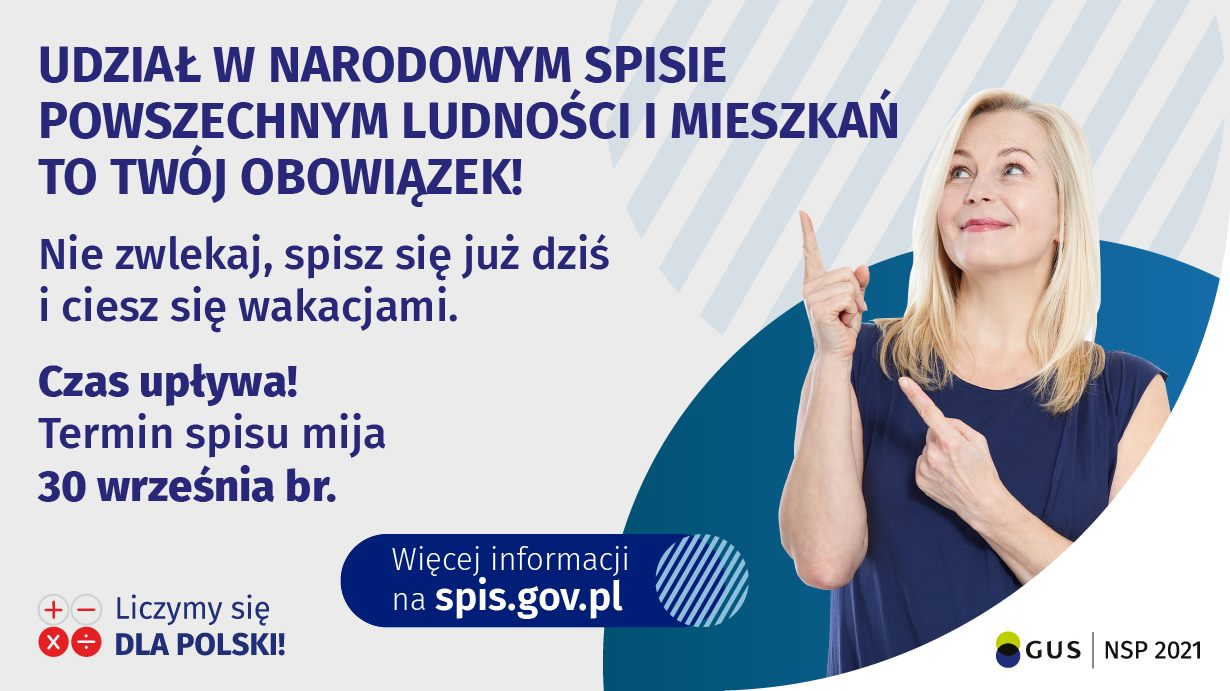 UDZIAŁ W NARODOWYM SPISIE
POWSZECHNYM LUDNOŚCI I MIESZKAŃ
TO TWÓJ OBOWIĄZEK!
Nie zwlekaj, spisz się już dziś
i ciesz się wakacjami.
Czas upływa!
Termin spisu mija
30 września br.
Więcej informacji
na spis.gov.pl
Liczymy się
DLA POLSKI!
GUS | NSP 2021